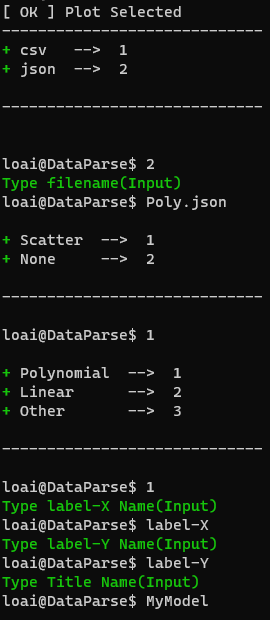 [ OK ] Plot Selected
-----------------------------
+ csv   -->  1
+ json  -->  2
-----------------------------
loai@DataParse$ 2
Type filename(Input)
loai@DataParse$ Poly.json
+ Scatter  -->  1
+ None     -->  2
-----------------------------
loai@DataParse$ 1
+ Polynomial  -->  1
+ Linear      -->  2
+ Other       -->  3
-----------------------------
loai@DataParse$ 1
Type label-X Name(Input)
loai@DataParse$ label-X
Type label-Y Name(Input)
loai@DataParse$ label-Y
Type Title Name(Input)
loai@DataParse$ MyModel